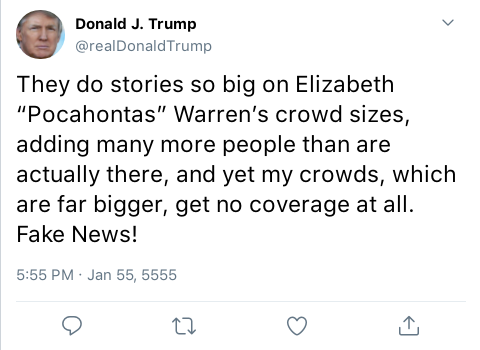 Donald J. Trump
@realDonaldTrump
They do stories so big on Elizabeth
“Pocahontas” Warren’s crowd sizes,
adding many more people than are
actually there, and yet my crowds, which
are far bigger, get no coverage at all.
Fake News!
5:55 PM · Jan 55, 5555